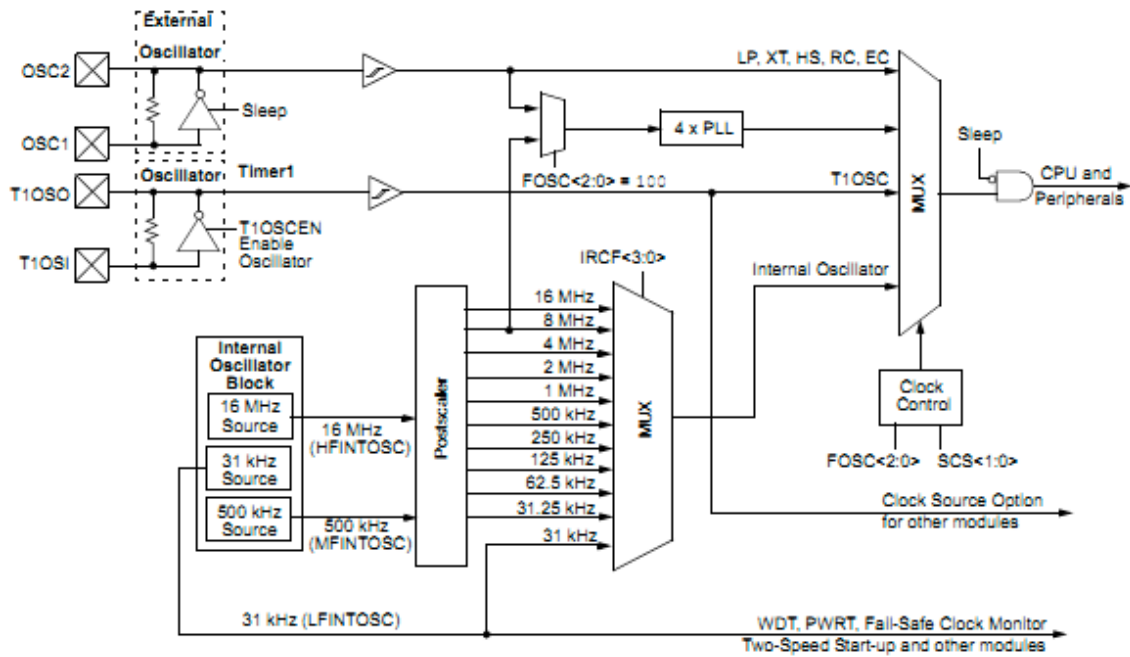 External
Oscillator
OSC2
Sleep
OSC1
LP, XT, HS, RC, EC
4 x PLL
Sleep
FOSC<2:0> = 100
Oscillator
Timer1
T1OSO
T1OSC
MUX
CPU and
Peripherals
T1OSCEN
Enable
Oscillator
T1OSI
IRCF<3:0>
Internal Oscillator
Internal
Oscillator
Block
16 MHz
Source
31 kHz
Source
500 kHz
Source
16 MHz
(HFINTOSC)
500 kHz
(MFINTOSC)
Postscaler
16 MHz
8 MHz
4 MHz
2 MHz
1 MHz
500 kHz
250 kHz
125 kHz
62.5 kHz
31.25 kHz
31 kHz
MUX
Clock
Control
FOSC<2:0>
SCS<1:0>
Clock Source Option
for other modules
31 kHz (LFINTOSC)
WDT, PWRT, Fail-Safe Clock Monitor
Two-Speed Start-up and other modules